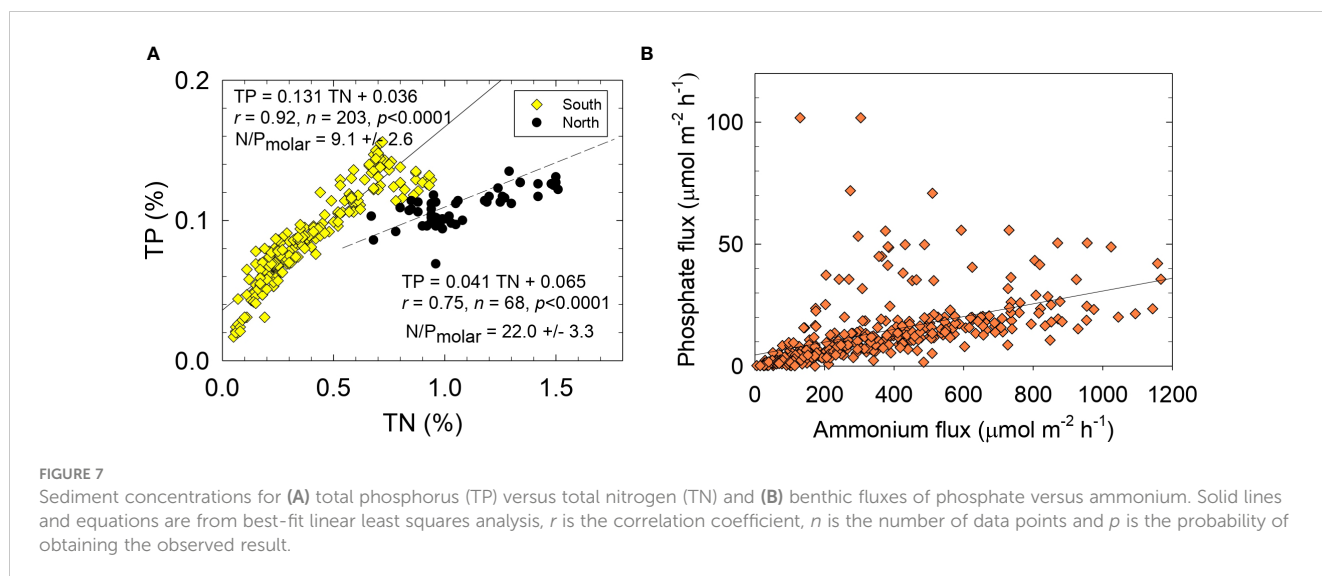 A
B
0.2
0.1
0.0
TP (%)
TP = 0.131 TN + 0.036
r = 0.92, n = 203, p<0.0001
N/Pmolar = 9.1 +/- 2.6
South
North
TP = 0.041 TN + 0.065
r = 0.75, n = 68, p<0.0001
N/Pmolar = 22.0 +/- 3.3
0.0 0.5 1.0 1.5
TN (%)
Phosphate flux (μmol m-2 h-1)
100
50
0
0 200 400 600 800 1000 1200
Ammonium flux (μmol m-2 h-1)
FIGURE 7
Sediment concentrations for (A) total phosphorus (TP) versus total nitrogen (TN) and (B) benthic fluxes of phosphate versus ammonium. Solid lines
and equations are from best-fit linear least squares analysis, r is the correlation coefficient, n is the number of data points and p is the probability of
obtaining the observed result.